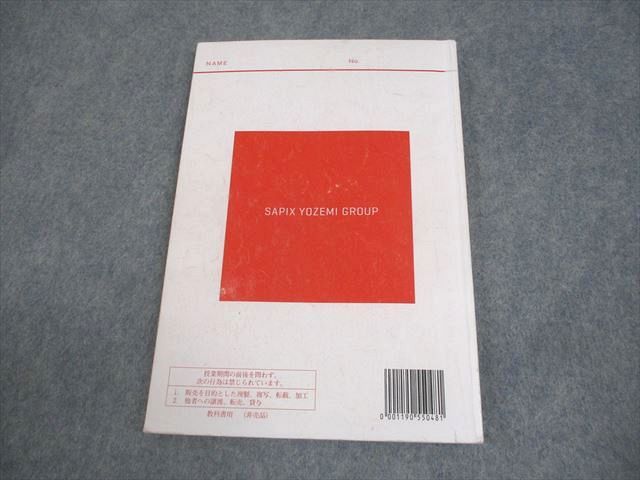 NAME No.
SAPIX YOZEMI GROUP
授業期間の前後を問わず、
次の行為は禁じられています。
1. 販売を目的とした複製、複写、転載、加工
2. 他者への譲渡、転売、貸与
教科書用 (非売品)
0 001190 550481